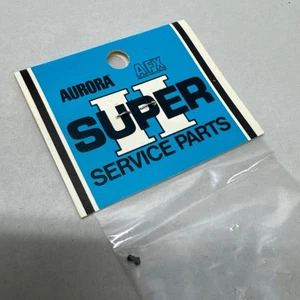 AURORA AFX
SUPER II
SERVICE PARTS